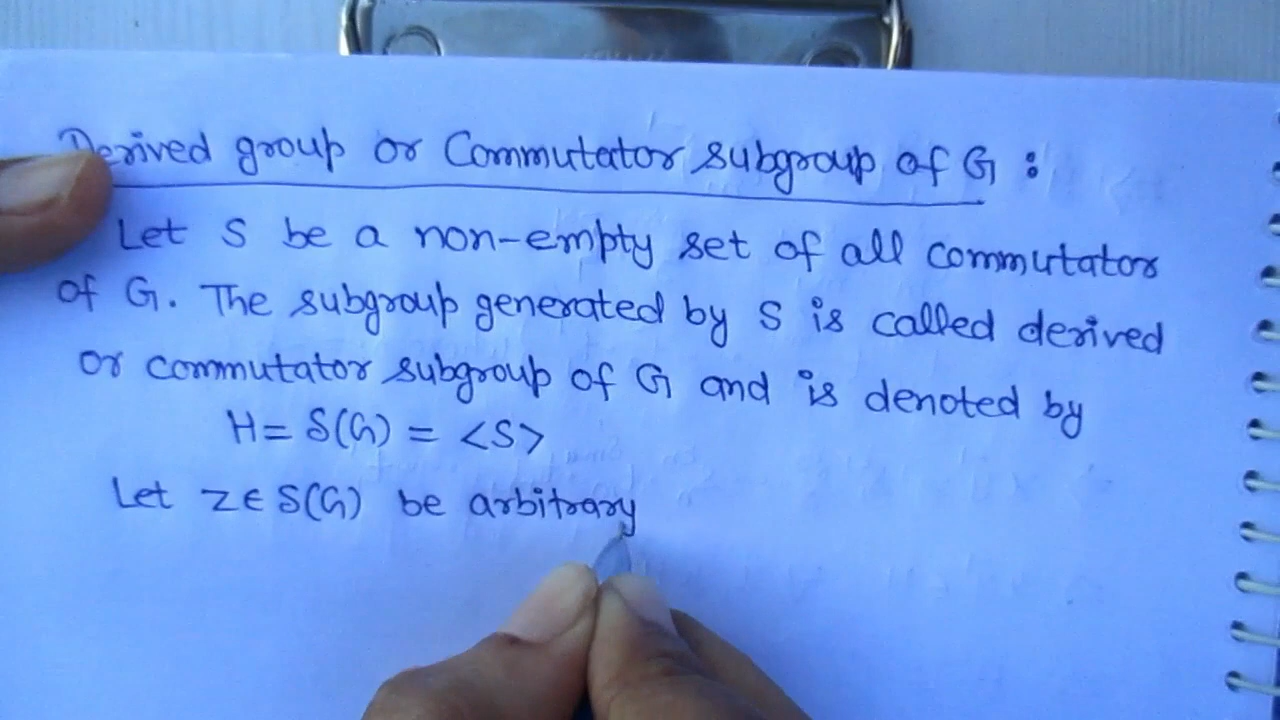 Derived group or Commutator subgroup of G :
Let S be a non-empty set of all commutator
of G. The subgroup generated by S is called derived
or commutator subgroup of G and is denoted by
H = S(G) = <S>
Let z ∈ S(G) be arbitrary